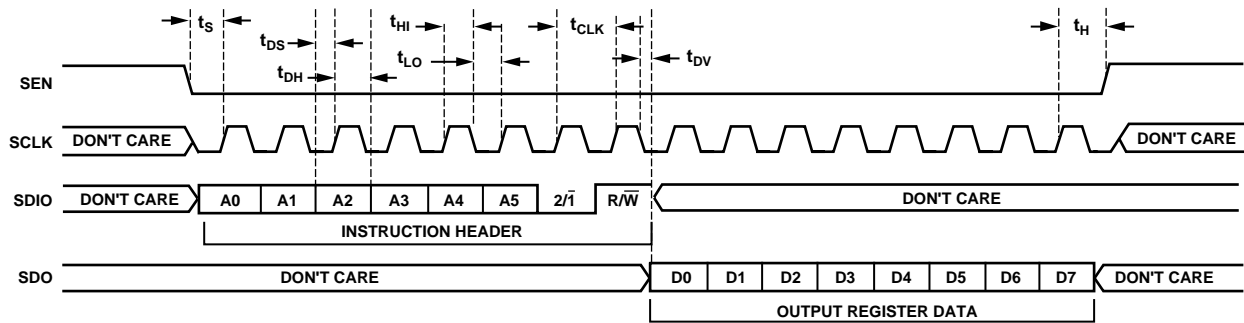 tS tHI tCLK tH
tDS
tLO tDV
tDH
SEN
SCLK DON'T CARE DON'T CARE
SDIO DON'T CARE A0 A1 A2 A3 A4 A5 2/1̅ R/W̅ DON'T CARE
INSTRUCTION HEADER
SDO DON'T CARE D0 D1 D2 D3 D4 D5 D6 D7 DON'T CARE
OUTPUT REGISTER DATA